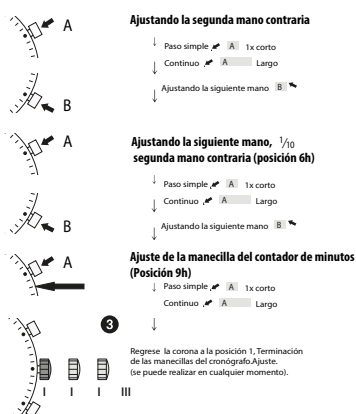 Ajustando la segunda mano contraria
A
Paso simple A 1x corto
Continuo A Largo
Ajustando la siguiente mano B
B
A
Ajustando la siguiente mano, 1/10
segunda mano contraria (posición 6h)
Paso simple A 1x corto
Continuo A Largo
Ajustando la siguiente mano B
B
Ajuste de la manecilla del contador de minutos
(Posición 9h)
A
Paso simple A 1x corto
Continuo A Largo
3
Regrese la corona a la posición 1, Terminación
de las manecillas del cronógrafo.Ajuste.
(se puede realizar en cualquier momento).
I I I III